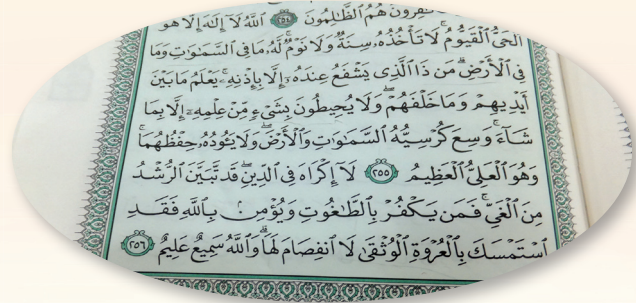 هُمُ ٱلظَّٰلِمُونَ ٢٥٤ ٱللَّهُ لَآ إِلَٰهَ إِلَّا هُوَ
ٱلْحَىُّ ٱلْقَيُّومُ ۚ لَا تَأْخُذُهُۥ سِنَةٌ وَلَا نَوْمٌ ۚ لَّهُۥ مَا فِى ٱلسَّمَٰوَٰتِ وَمَا
فِى ٱلْأَرْضِ ۗ مَن ذَا ٱلَّذِى يَشْفَعُ عِندَهُۥٓ إِلَّا بِإِذْنِهِۦ ۚ يَعْلَمُ مَا بَيْنَ
أَيْدِيهِمْ وَمَا خَلْفَهُمْ ۖ وَلَا يُحِيطُونَ بِشَىْءٍ مِّنْ عِلْمِهِۦٓ إِلَّا بِمَا
شَآءَ ۚ وَسِعَ كُرْسِيُّهُ ٱلسَّمَٰوَٰتِ وَٱلْأَرْضَ ۖ وَلَا يَـُٔودُهُۥ حِفْظُهُمَا ۚ
وَهُوَ ٱلْعَلِىُّ ٱلْعَظِيمُ ٢٥٥ لَآ إِكْرَاهَ فِى ٱلدِّينِ ۖ قَد تَّبَيَّنَ ٱلرُّشْدُ
مِنَ ٱلْغَىِّ ۚ فَمَن يَكْفُرْ بِٱلطَّٰغُوتِ وَيُؤْمِنۢ بِٱللَّهِ فَقَدِ
ٱسْتَمْسَكَ بِٱلْعُرْوَةِ ٱلْوُثْقَىٰ لَا ٱنفِصَامَ لَهَا ۗ وَٱللَّهُ سَمِيعٌ عَلِيمٌ ٢٥٦